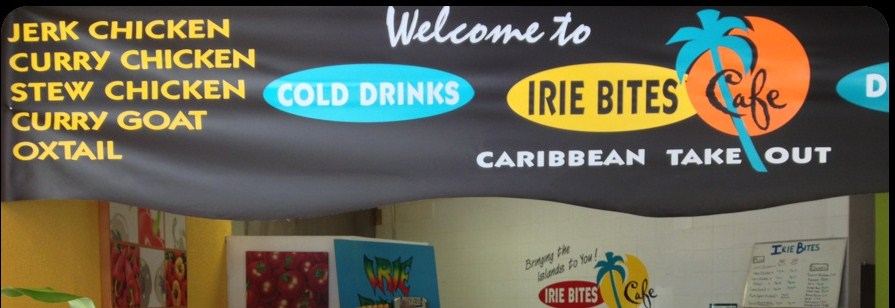 JERK CHICKEN
CURRY CHICKEN
STEW CHICKEN
CURRY GOAT
OXTAIL
Welcome to
COLD DRINKS
IRIE BITES
Cafe
D
CARIBBEAN TAKE OUT
Bringing the
islands to You!
IRIE BITES
Cafe
IRIE
IRIE BITES